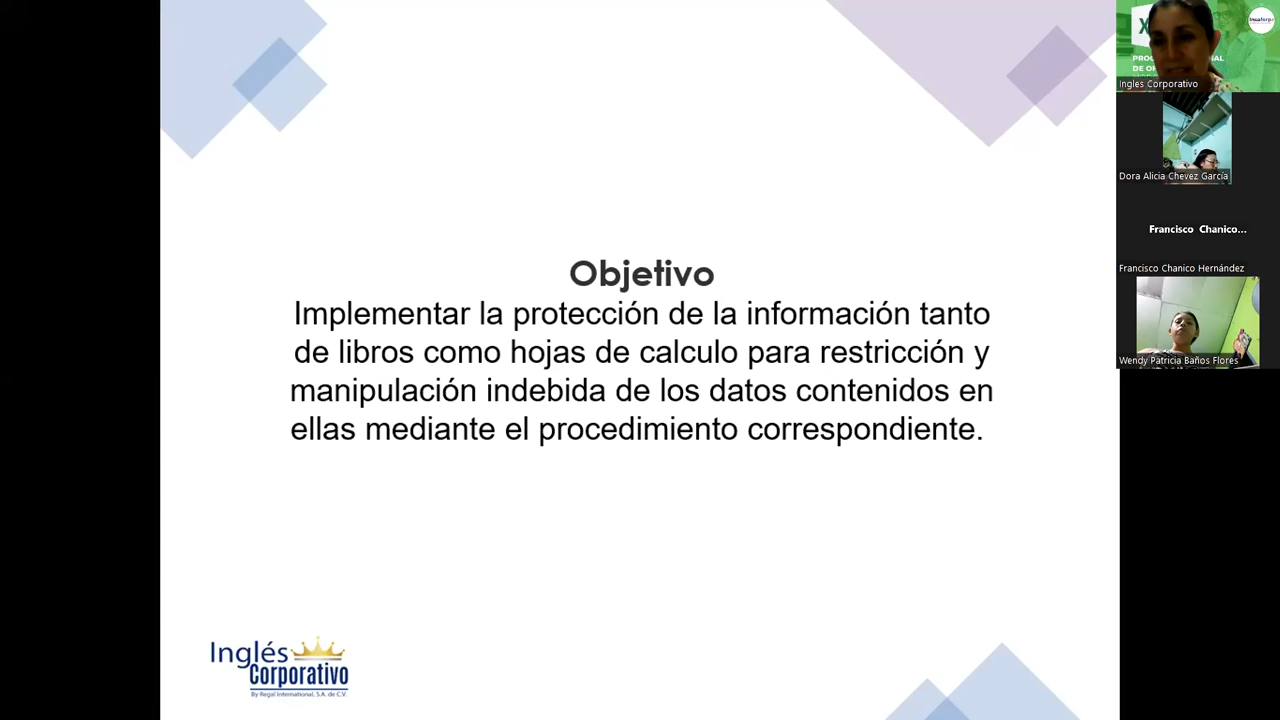 Objetivo
Implementar la protección de la información tanto
de libros como hojas de calculo para restricción y
manipulación indebida de los datos contenidos en
ellas mediante el procedimiento correspondiente.
Inglés
Corporativo
By Regal International, S.A. de C.V.
Ingles Corporativo
Dora Alicia Chevez García
Francisco Chanico...
Francisco Chanico Hernández
Wendy Patricia Baños Flores